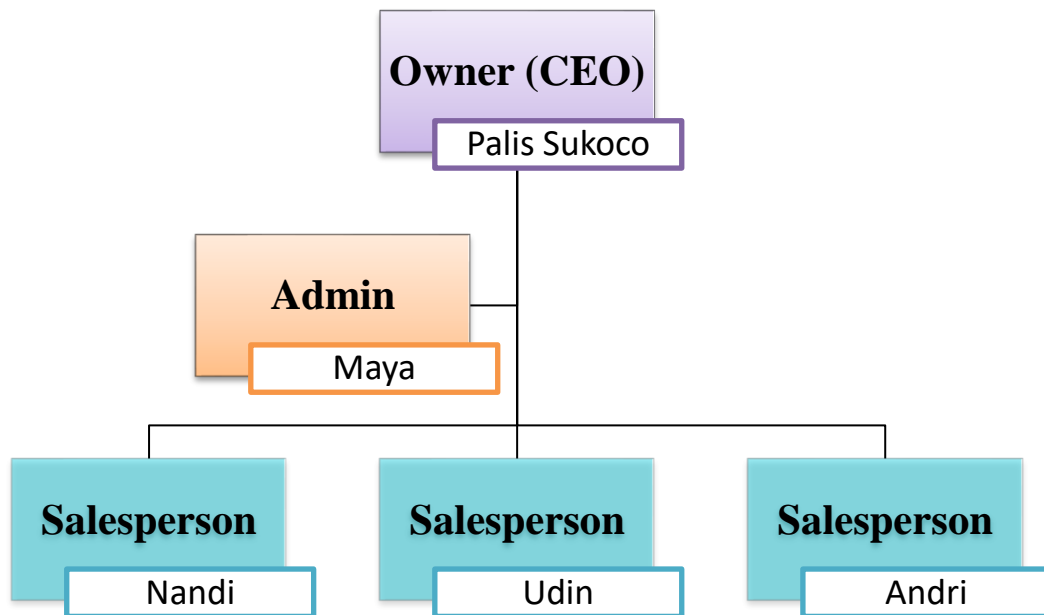 Owner (CEO)
Palis Sukoco
Admin
Maya
Salesperson
Nandi
Salesperson
Udin
Salesperson
Andri